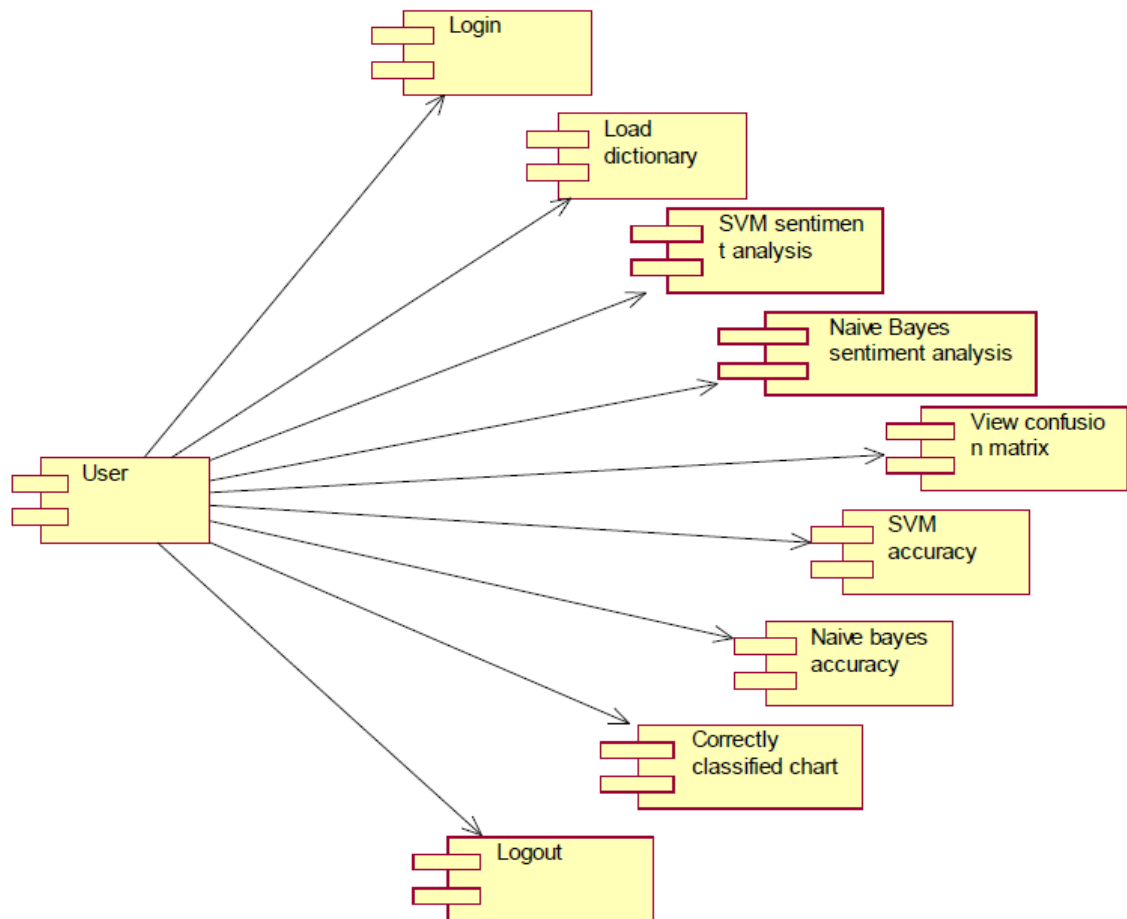 Login
Load
dictionary
SVM sentimen
t analysis
Naive Bayes
sentiment analysis
View confusio
n matrix
User
SVM
accuracy
Naive bayes
accuracy
Correctly
classified chart
Logout